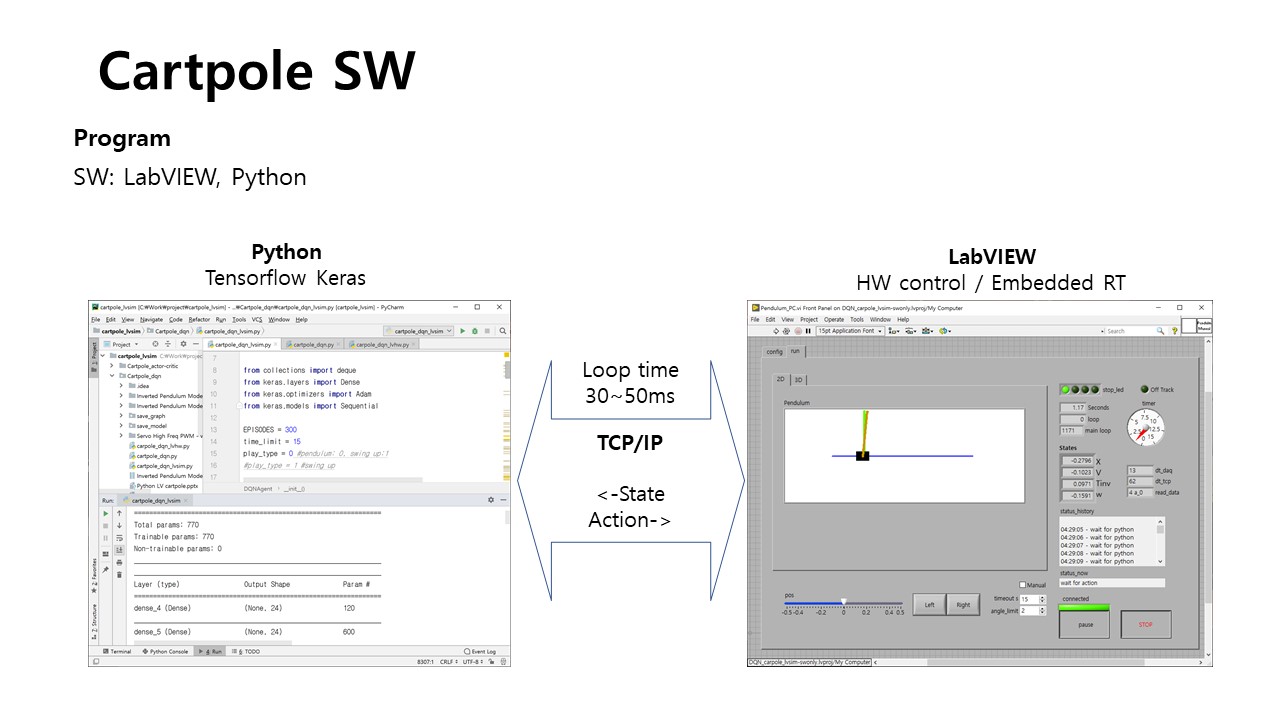 Cartpole SW
Program
SW: LabVIEW, Python
Python
Tensorflow Keras
cartpole_lvsim [C:₩Work₩project₩cartpole_lvsim] - ...₩Cartpole_dqn₩cartpole_dqn_lvsim.py [cartpole_lvsim] - PyCharm
File Edit View Navigate Code Refactor Run Tools VCS Window Help
cartpole_lvsim Cartpole_dqn cartpole_dqn_lvsim.py cartpole_dqn_lvsim
Project cartpole_dqn_lvsim.py cartpole_dqn.py
1: Project
cartpole_lvsim C:₩Work₩projec
Cartpole_actor-critic
Cartpole_dqn
.idea
Inverted Pendulum Mode
Inverted Pendulum Mode
save_graph
save_model
Servo High Freq PWM - v
Inverted Pendulum Mode
Python LV cartpole.pptx
7
8 from collections import deque
9 from keras.layers import Dense
10 from keras.optimizers import Adam
11 from keras.models import Sequential
12
13 EPISODES = 300
14 time_limit = 15
15 play_type = 0 #pendulum: 0, swing up:1
16 #play_type = 1 #swing up
17
DQNAgent __init__()
Run: cartpole_dqn_lvsim
Total params: 770
Trainable params: 770
Non-trainable params: 0
Layer (type) Output Shape Param #
dense_4 (Dense) (None, 24) 120
dense_5 (Dense) (None, 24) 600
2: Favorites
Z: Structure
Terminal Python Console 4: Run 6: TODO Event Log
8307:1 CRLF UTF-8
Loop time
30~50ms
TCP/IP
<-State
Action->
LabVIEW
HW control / Embedded RT
Pendulum_PC.vi Front Panel on DQN_carpole_lvsim-swonly.lvproj/My Computer
File Edit View Project Operate Tools Window Help
15pt Application Font Search
config run
2D 3D
Pendulum
stop_led Off Track
1.17 Seconds
0 loop
1171 main loop
timer
0 2.5 5 7.5 10 12.5 15
States
-0.2796 X
-0.1023 V
0.0971 Tinv
-0.1591 w
13 dt_daq
62 dt_tcp
4 a_0 read_data
status_history
04:29:05 - wait for python
04:29:06 - wait for python
04:29:07 - wait for python
04:29:08 - wait for python
04:29:09 - wait for python
status_now
wait for action
Manual
pos
-0.5 -0.4 -0.2 0 0.2 0.4 0.5
Left Right
timeout s 15
angle_limit 2
connected
pause STOP
DQN_carpole_lvsim-swonly.lvproj/My Computer